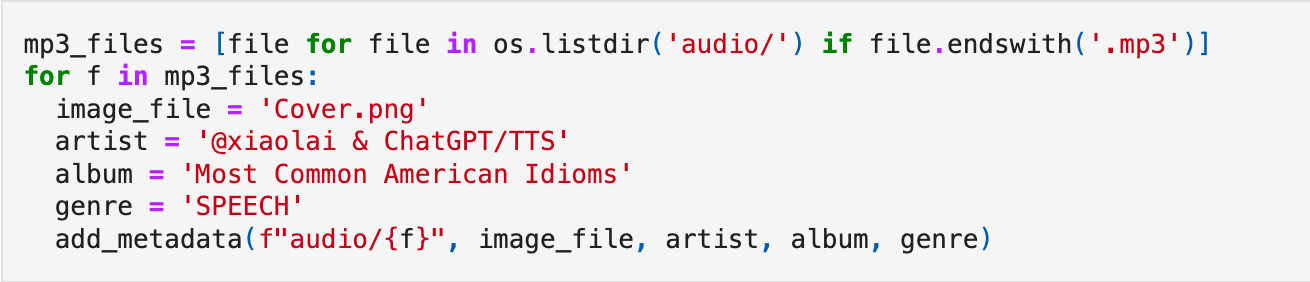 mp3_files = [file for file in os.listdir('audio/') if file.endswith('.mp3')]
for f in mp3_files:
  image_file = 'Cover.png'
  artist = '@xiaolai & ChatGPT/TTS'
  album = 'Most Common American Idioms'
  genre = 'SPEECH'
  add_metadata(f"audio/{f}", image_file, artist, album, genre)